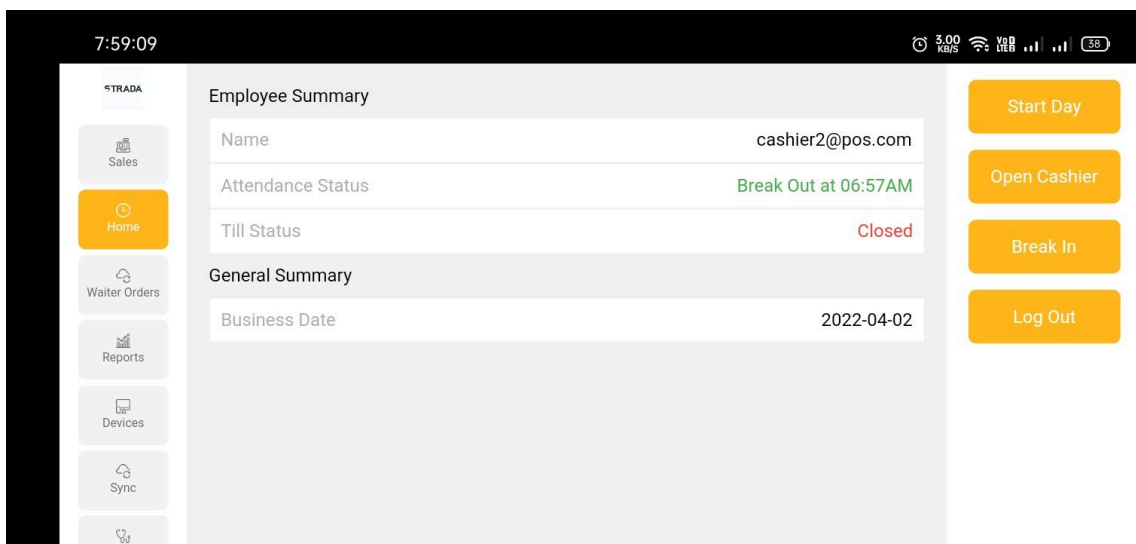 7:59:09
3.00
KB/S
VoD
LTED
38
STRADA
Sales
Home
Waiter Orders
Reports
Devices
Sync
Employee Summary
Name cashier2@pos.com
Attendance Status Break Out at 06:57AM
Till Status Closed
General Summary
Business Date 2022-04-02
Start Day
Open Cashier
Break In
Log Out